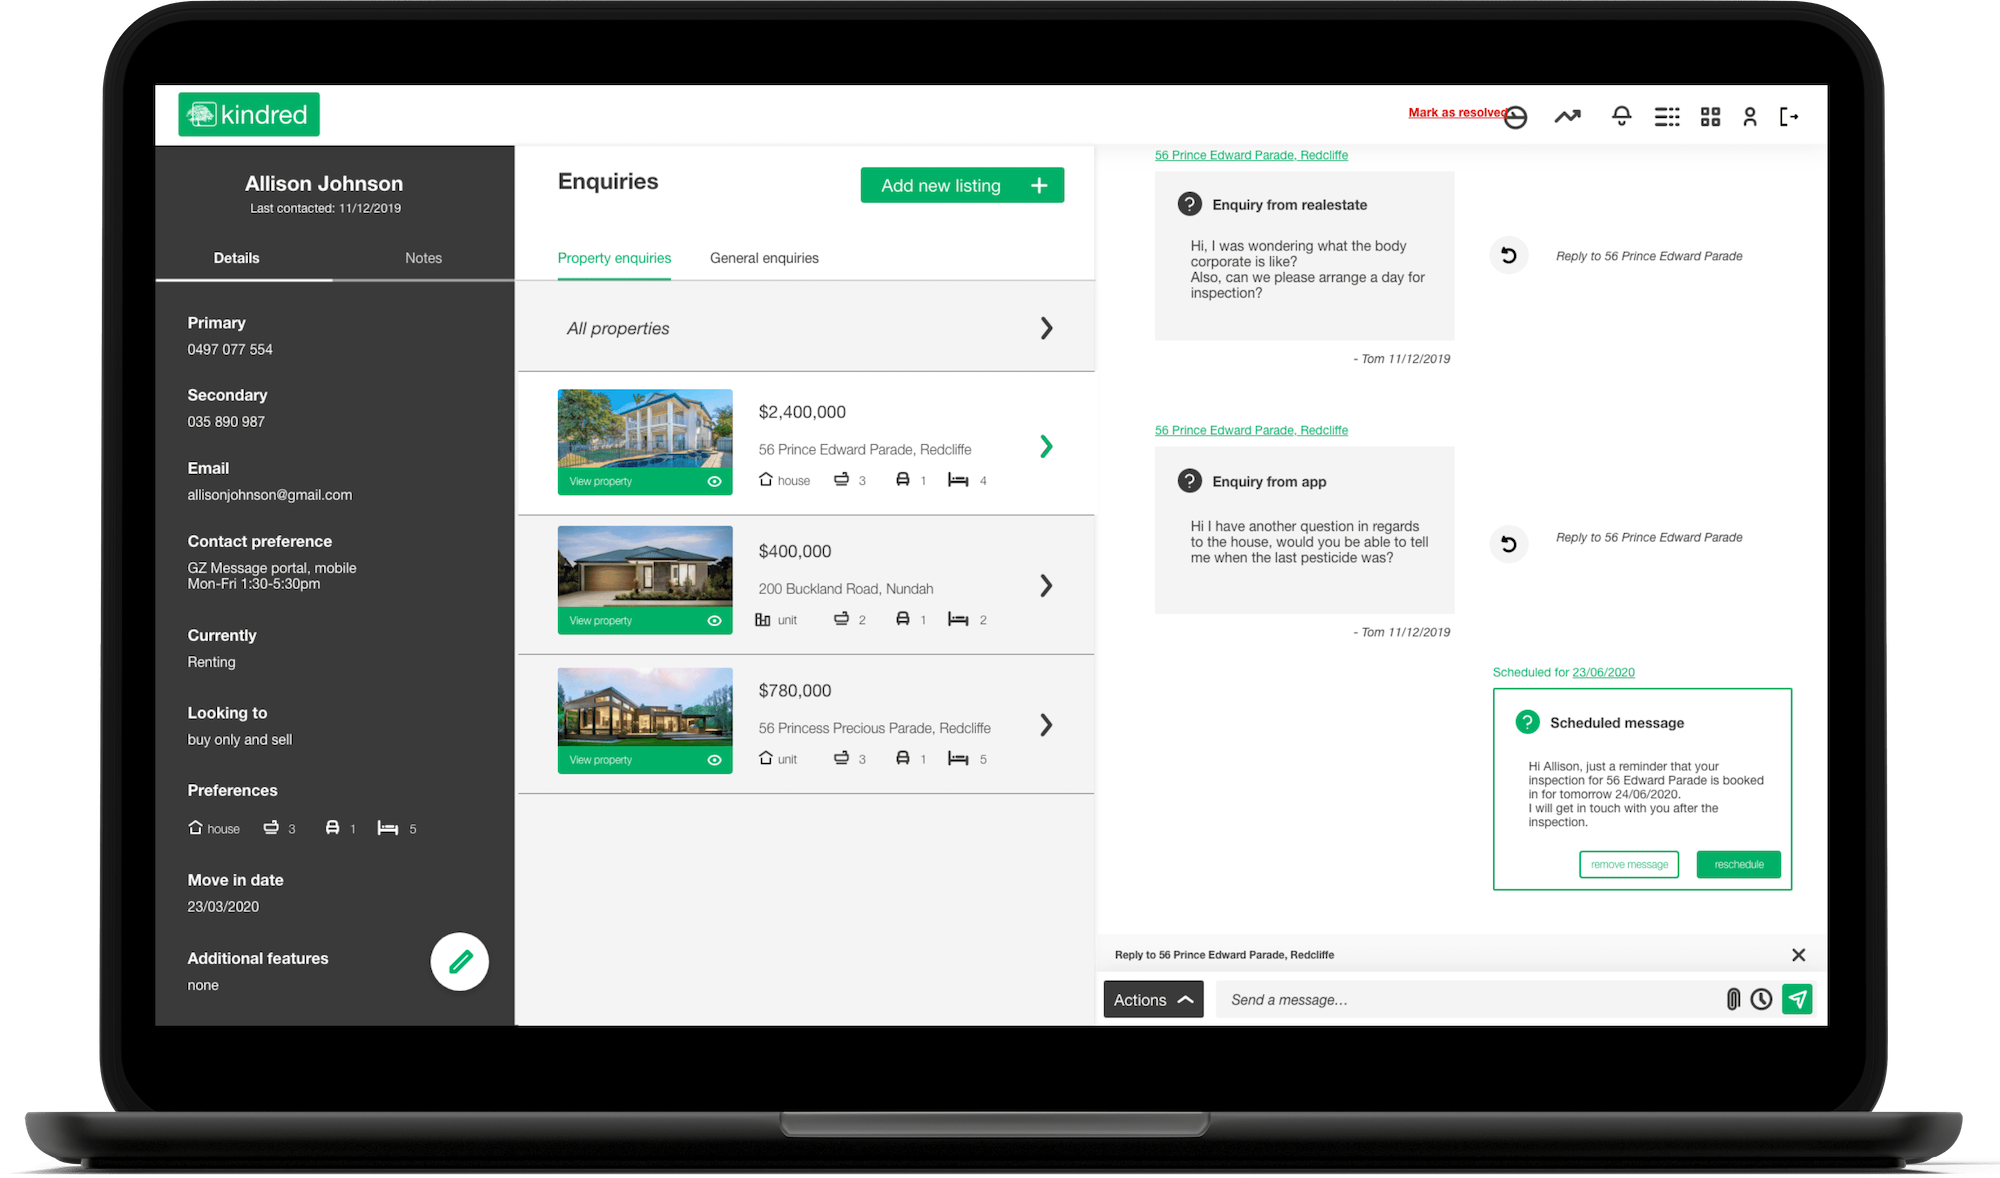 kindred
Mark as resolved
Allison Johnson
Last contacted: 11/12/2019
Details
Notes
Primary
0497 077 554
Secondary
035 890 987
Email
allisonjohnson@gmail.com
Contact preference
GZ Message portal, mobile
Mon-Fri 1:30-5:30pm
Currently
Renting
Looking to
buy only and sell
Preferences
house 3 1 5
Move in date
23/03/2020
Additional features
none
Enquiries
Add new listing +
Property enquiries
General enquiries
All properties
$2,400,000
56 Prince Edward Parade, Redcliffe
View property
house 3 1 4
$400,000
200 Buckland Road, Nundah
View property
unit 2 1 2
$780,000
56 Princess Precious Parade, Redcliffe
View property
unit 3 1 5
56 Prince Edward Parade, Redcliffe
? Enquiry from realestate
Hi, I was wondering what the body
corporate is like?
Also, can we please arrange a day for
inspection?
Reply to 56 Prince Edward Parade
- Tom 11/12/2019
56 Prince Edward Parade, Redcliffe
? Enquiry from app
Hi I have another question in regards
to the house, would you be able to tell
me when the last pesticide was?
Reply to 56 Prince Edward Parade
- Tom 11/12/2019
Scheduled for 23/06/2020
? Scheduled message
Hi Allison, just a reminder that your
inspection for 56 Edward Parade is booked
in for tomorrow 24/06/2020.
I will get in touch with you after the
inspection.
remove message
reschedule
Reply to 56 Prince Edward Parade, Redcliffe
Actions
Send a message...